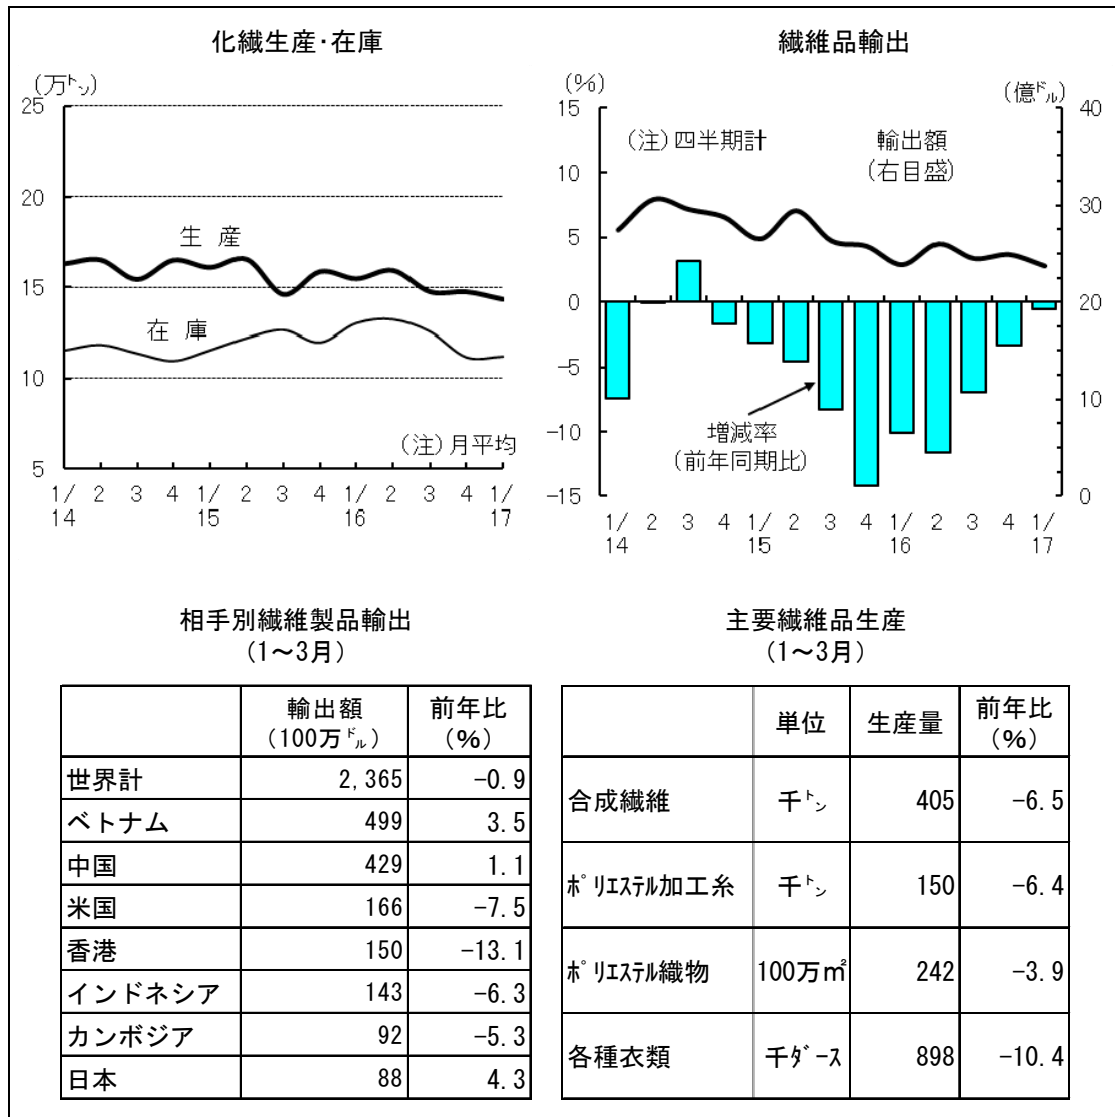 化繊生産・在庫
(万㌧)
25
20
15
10
5
生 産
在 庫
(注)月平均
1/ 2 3 4 1/ 2 3 4 1/ 2 3 4 1/
14 15 16 17
繊維品輸出
(%)
(億㌦)
15
10
5
0
-5
-10
-15
40
30
20
10
0
(注)四半期計
輸出額
(右目盛)
増減率
(前年同期比)
1/ 2 3 4 1/ 2 3 4 1/ 2 3 4 1/
14 15 16 17
相手別繊維製品輸出
(1～3月)
輸出額 前年比
(100万㌦) (%)
世界計 2,365 -0.9
ベトナム 499 3.5
中国 429 1.1
米国 166 -7.5
香港 150 -13.1
インドネシア 143 -6.3
カンボジア 92 -5.3
日本 88 4.3
主要繊維品生産
(1～3月)
単位 生産量 前年比
(%)
合成繊維 千㌧ 405 -6.5
ﾎﾟﾘｴｽﾃﾙ加工糸 千㌧ 150 -6.4
ﾎﾟﾘｴｽﾃﾙ織物 100万㎡ 242 -3.9
各種衣類 千ﾀﾞｰｽ 898 -10.4